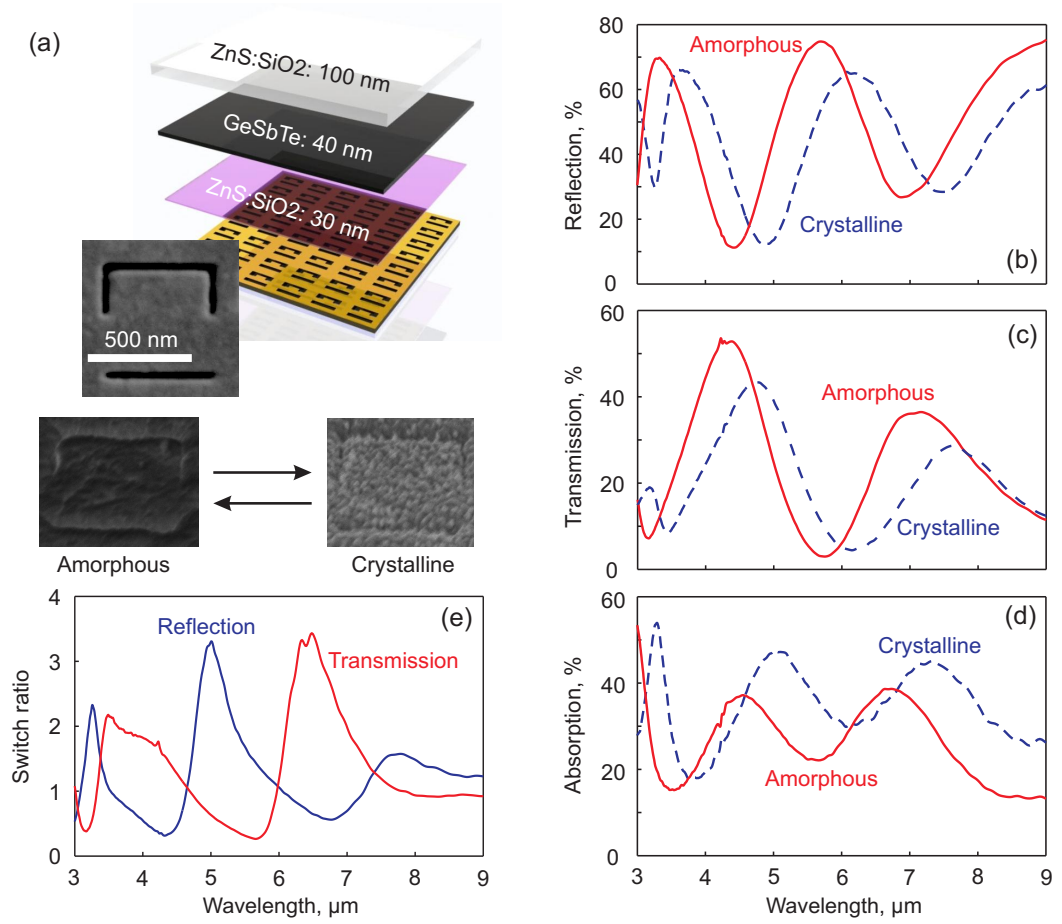 (a)
ZnS:SiO2: 100 nm
GeSbTe: 40 nm
ZnS:SiO2: 30 nm
500 nm
Amorphous
Crystalline
80
60
40
20
0
Reflection, %
Amorphous
Crystalline
(b)
60
40
20
0
Transmission, %
(c)
Amorphous
Crystalline
4
3
2
1
0
Switch ratio
(e)
Reflection
Transmission
3 4 5 6 7 8 9
Wavelength, µm
60
40
20
0
Absorption, %
(d)
Crystalline
Amorphous
3 4 5 6 7 8 9
Wavelength, µm